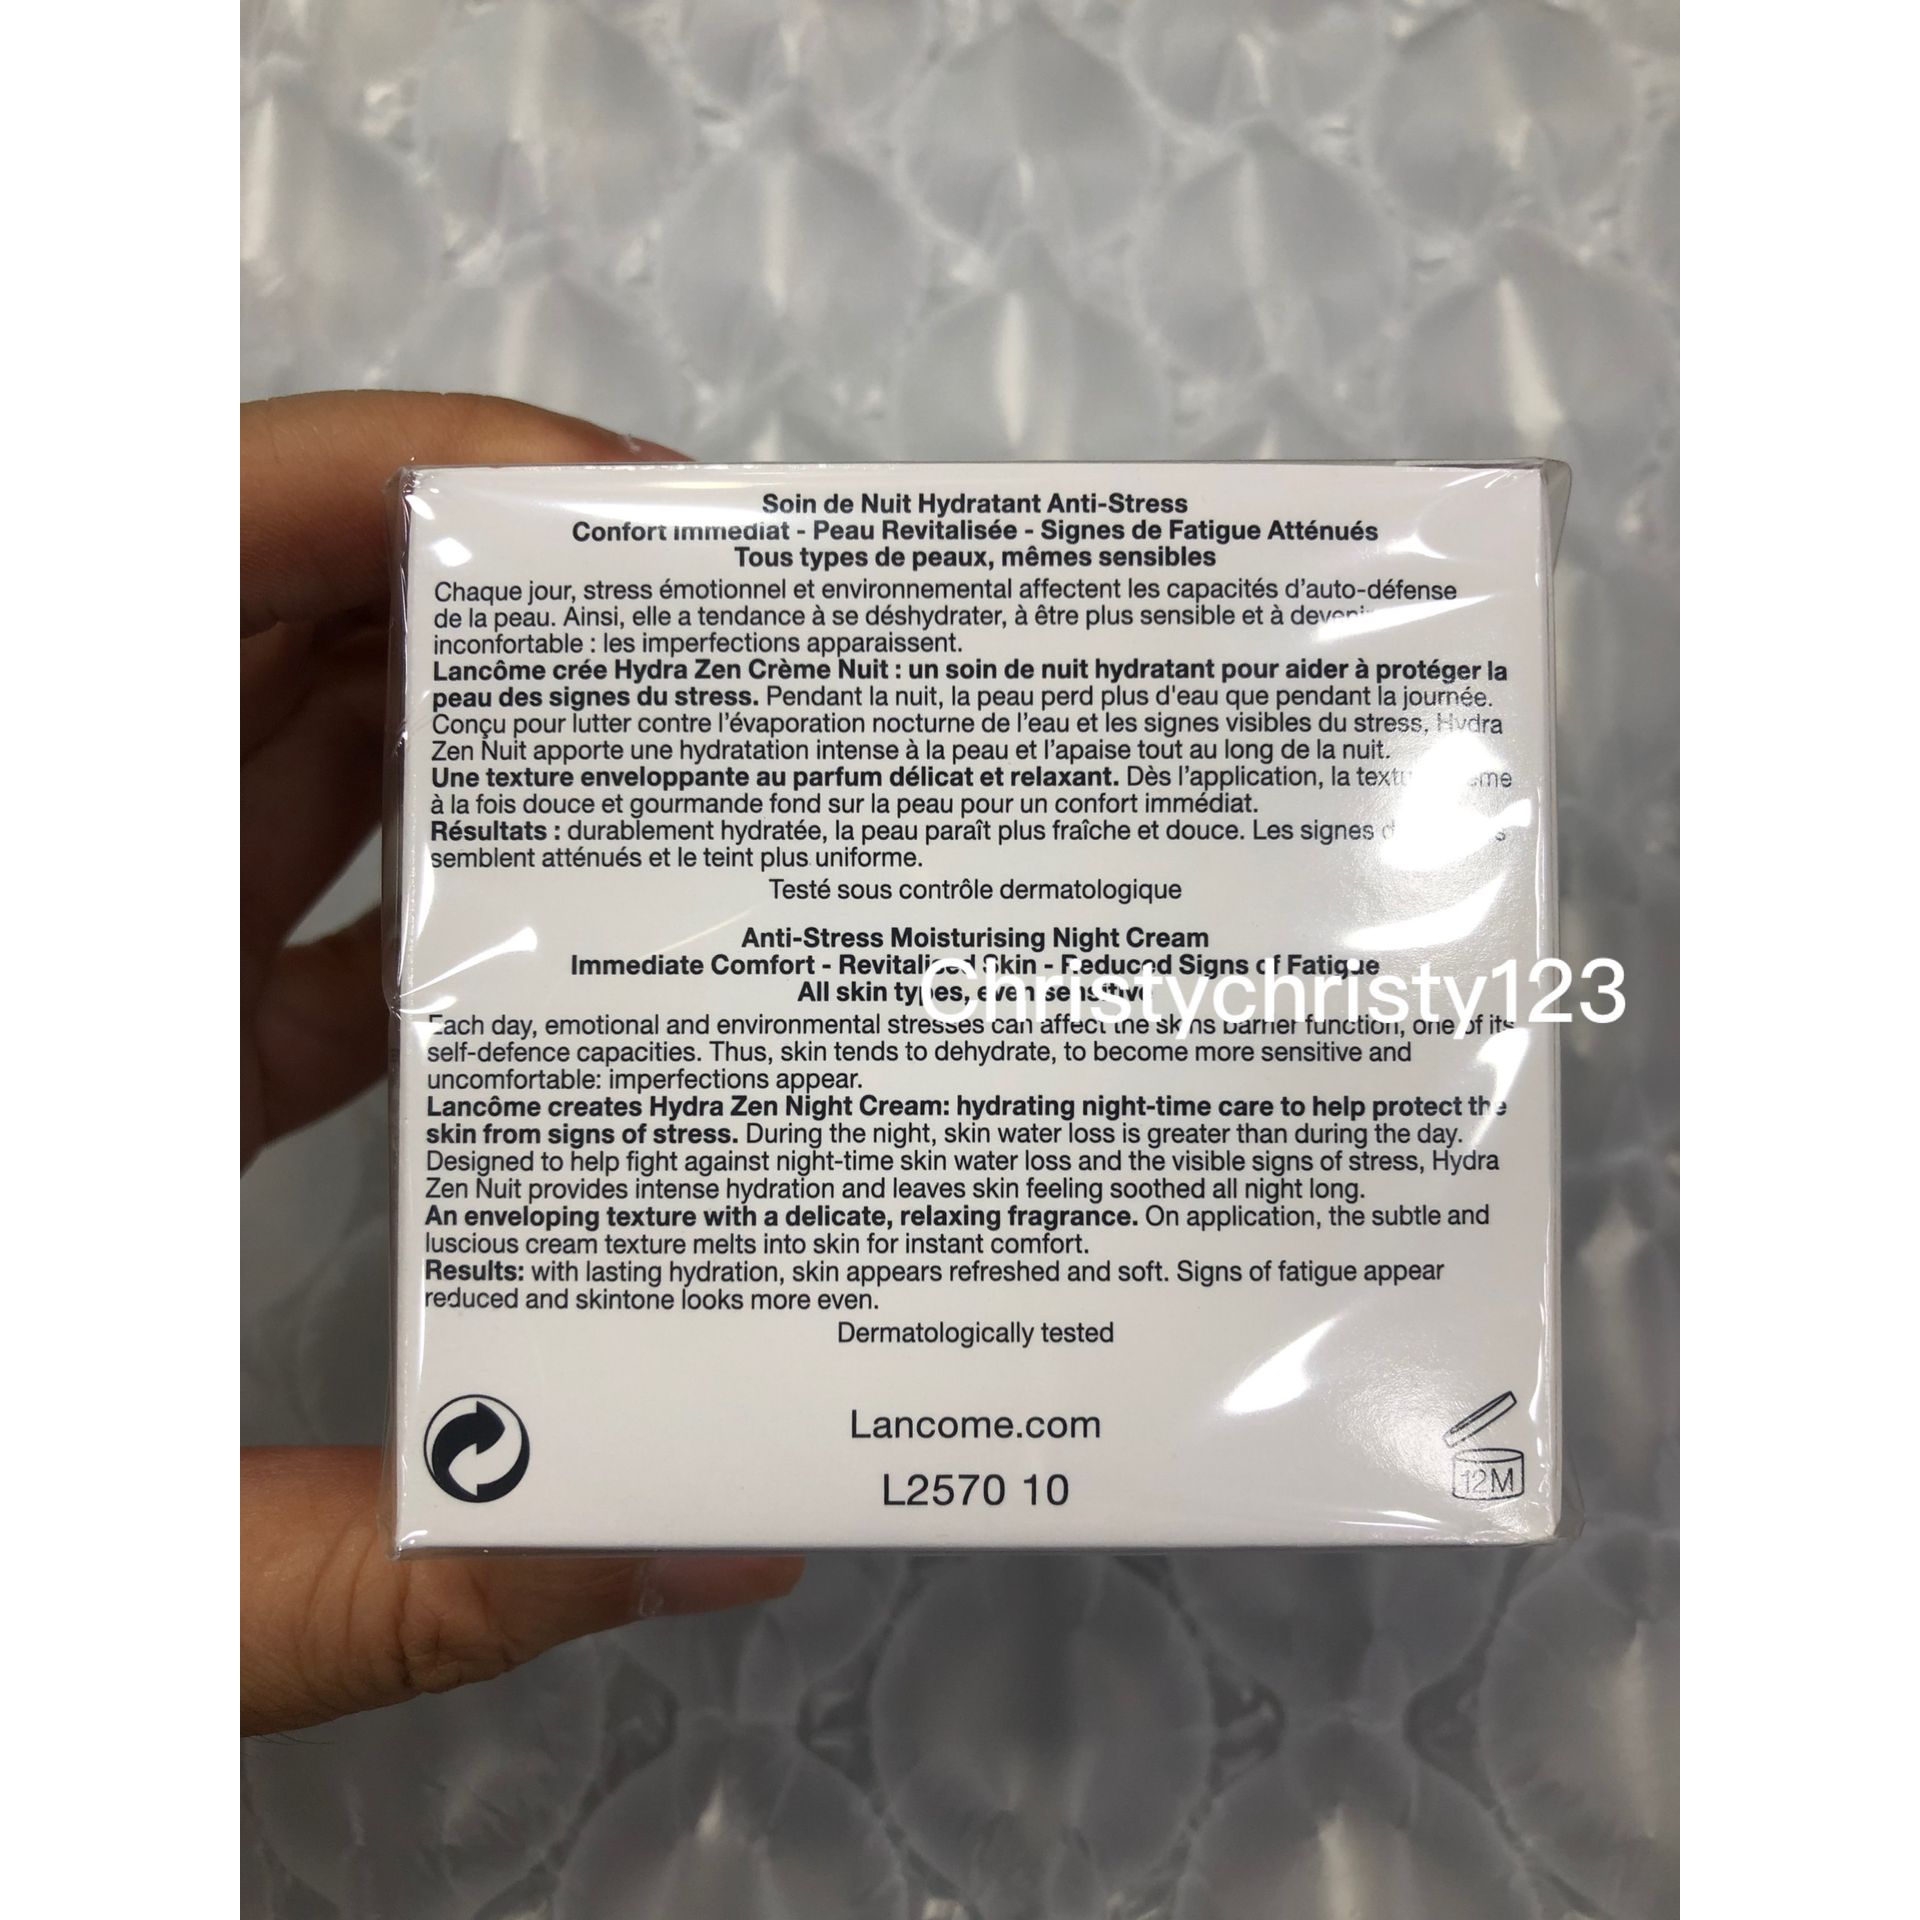 Soin de Nuit Hydratant Anti-Stress
Confort Immédiat - Peau Revitalisée - Signes de Fatigue Atténués
Tous types de peaux, mêmes sensibles
Chaque jour, stress émotionnel et environnemental affectent les capacités d'auto-défense
de la peau. Ainsi, elle a tendance à se déshydrater, à être plus sensible et à devenir
inconfortable : les imperfections apparaissent.
Lancôme crée Hydra Zen Crème Nuit : un soin de nuit hydratant pour aider à protéger la
peau des signes du stress. Pendant la nuit, la peau perd plus d'eau que pendant la journée.
Conçu pour lutter contre l'évaporation nocturne de l'eau et les signes visibles du stress, Hydra
Zen Nuit apporte une hydratation intense à la peau et l'apaise tout au long de la nuit.
Une texture enveloppante au parfum délicat et relaxant. Dès l'application, la
à la fois douce et gourmande fond sur la peau pour un confort immédiat.
Résultats : durablement hydratée, la peau paraît plus fraîche et douce. Les signes
semblent atténués et le teint plus uniforme.
Testé sous contrôle dermatologique
Anti-Stress Moisturising Night Cream
Immediate Comfort - Revitalised Skin - Reduced Signs of Fatigue
All skin types, even sensitive
Christychristy123
Each day, emotional and environmental stresses can affect the skins barrier function, one of its
self-defence capacities. Thus, skin tends to dehydrate, to become more sensitive and
uncomfortable: imperfections appear.
Lancôme creates Hydra Zen Night Cream: hydrating night-time care to help protect the
skin from signs of stress. During the night, skin water loss is greater than during the day.
Designed to help fight against night-time skin water loss and the visible signs of stress, Hydra
Zen Nuit provides intense hydration and leaves skin feeling soothed all night long.
An enveloping texture with a delicate, relaxing fragrance. On application, the subtle and
luscious cream texture melts into skin for instant comfort.
Results: with lasting hydration, skin appears refreshed and soft. Signs of fatigue appear
reduced and skintone looks more even.
Dermatologically tested
Lancome.com
L2570 10
12M